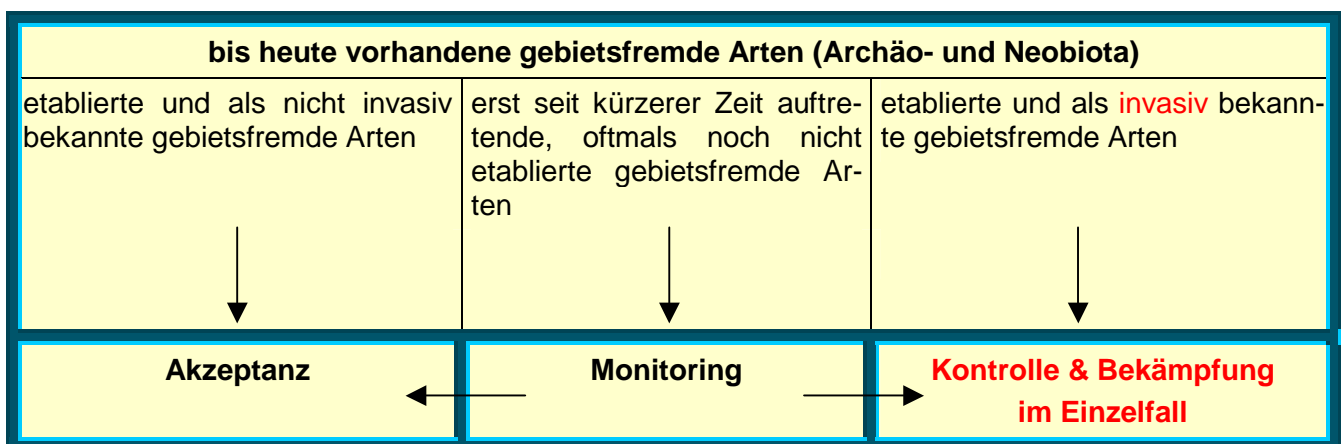 bis heute vorhandene gebietsfremde Arten (Archäo- und Neobiota)
etablierte und als nicht invasiv
bekannte gebietsfremde Arten
erst seit kürzerer Zeit auftre-
tende, oftmals noch nicht
etablierte gebietsfremde Ar-
ten
etablierte und als invasiv bekann-
te gebietsfremde Arten
Akzeptanz
Monitoring
Kontrolle & Bekämpfung
im Einzelfall